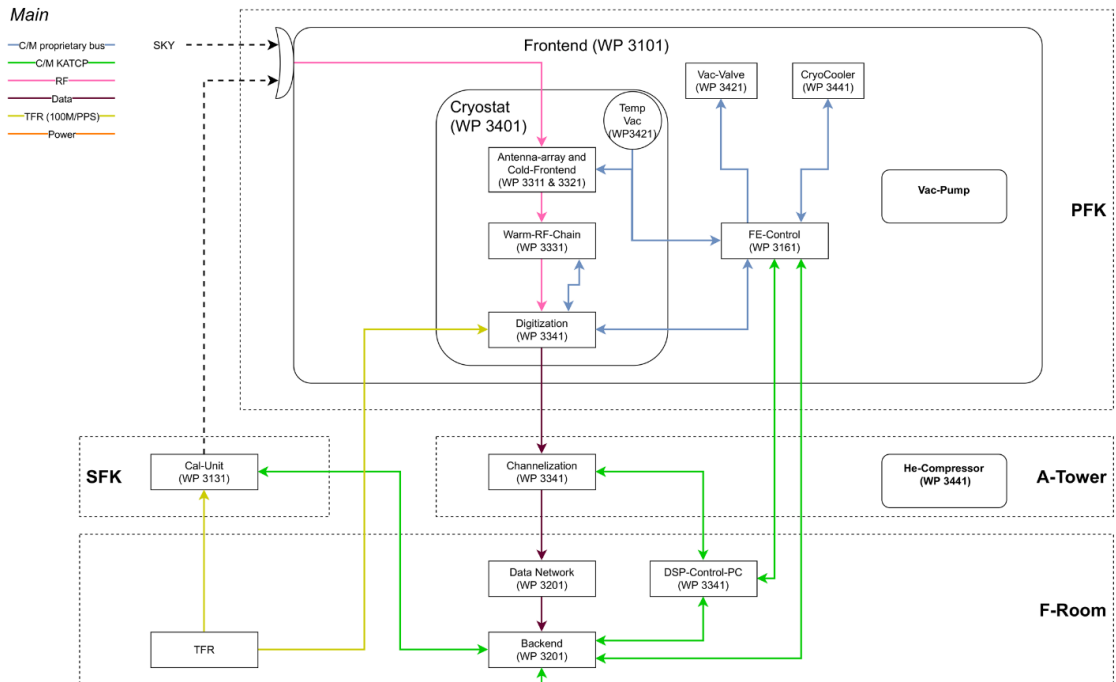 Main
C/M proprietary bus
C/M KATCP
RF
Data
TFR (100M/PPS)
Power
SKY
Frontend (WP 3101)
Vac-Valve
(WP 3421)
CryoCooler
(WP 3441)
Cryostat
(WP 3401)
Temp
Vac
(WP3421)
Antenna-array and
Cold-Frontend
(WP 3311 & 3321)
Vac-Pump
PFK
Warm-RF-Chain
(WP 3331)
FE-Control
(WP 3161)
Digitization
(WP 3341)
SFK
Cal-Unit
(WP 3131)
Channelization
(WP 3341)
He-Compressor
(WP 3441)
A-Tower
Data Network
(WP 3201)
DSP-Control-PC
(WP 3341)
F-Room
TFR
Backend
(WP 3201)